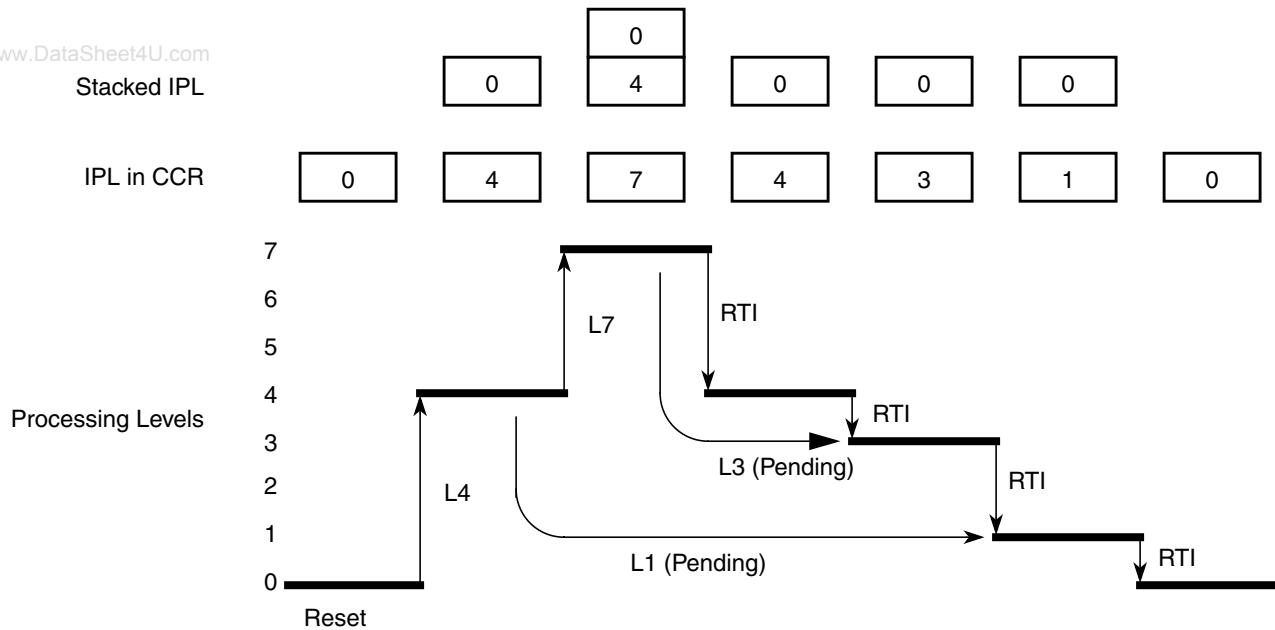 ww.DataSheet4U.com
0
Stacked IPL 0 4 0 0 0
IPL in CCR 0 4 7 4 3 1 0
7
6
5
4
3
2
1
0
Processing Levels
L7
RTI
RTI
L3 (Pending)
L4
RTI
L1 (Pending)
RTI
Reset